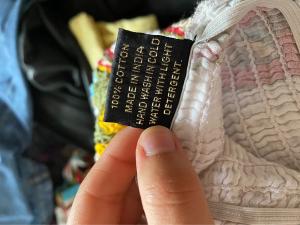 100% COTTON
MADE IN INDIA
HAND WASH IN COLD
WATER WITH LIGHT
DETERGENT.